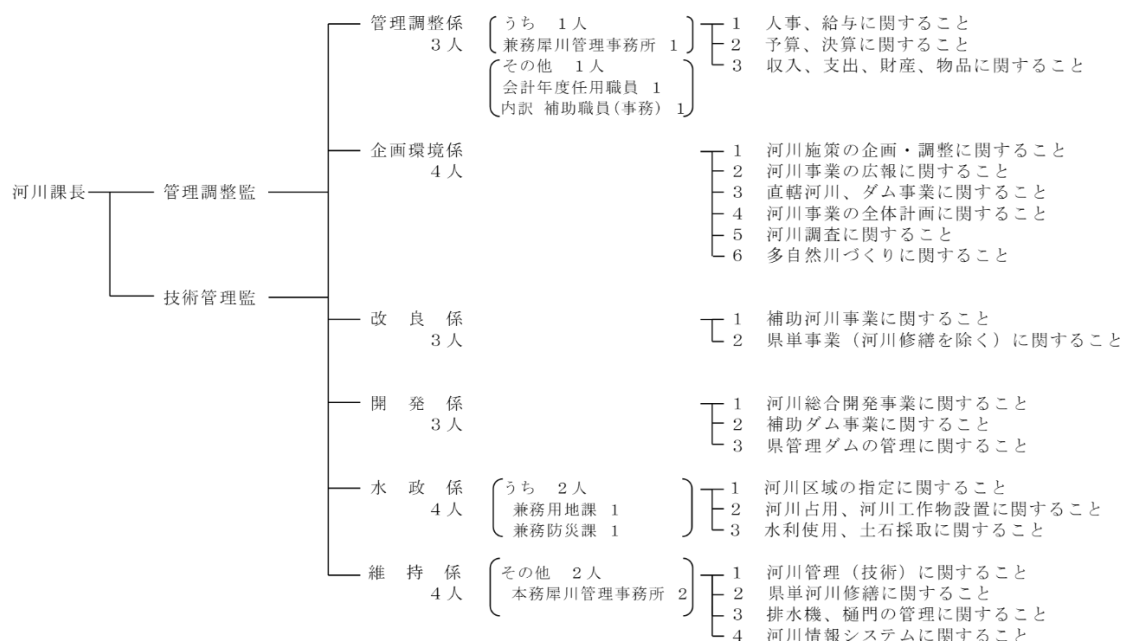 河川課長
管理調整監
技術管理監
管理調整係
3人
うち 1人
兼務犀川管理事務所 1
その他 1人
会計年度任用職員 1
内訳 補助職員(事務) 1
1 人事、給与に関すること
2 予算、決算に関すること
3 収入、支出、財産、物品に関すること
企画環境係
4人
1 河川施策の企画・調整に関すること
2 河川事業の広報に関すること
3 直轄河川、ダム事業に関すること
4 河川事業の全体計画に関すること
5 河川調査に関すること
6 多自然川づくりに関すること
改良係
3人
1 補助河川事業に関すること
2 県単事業（河川修繕を除く）に関すること
開発係
3人
1 河川総合開発事業に関すること
2 補助ダム事業に関すること
3 県管理ダムの管理に関すること
水政係
4人
うち 2人
兼務用地課 1
兼務防災課 1
1 河川区域の指定に関すること
2 河川占用、河川工作物設置に関すること
3 水利使用、土石採取に関すること
維持係
4人
その他 2人
本務犀川管理事務所 2
1 河川管理（技術）に関すること
2 県単河川修繕に関すること
3 排水機、樋門の管理に関すること
4 河川情報システムに関すること